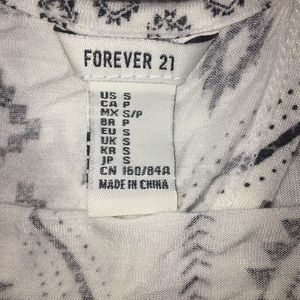 FOREVER 21
US S
CA P
MX S/P
BR P
EU S
UK S
KR S
JP S
CN 160/84A
MADE IN CHINA